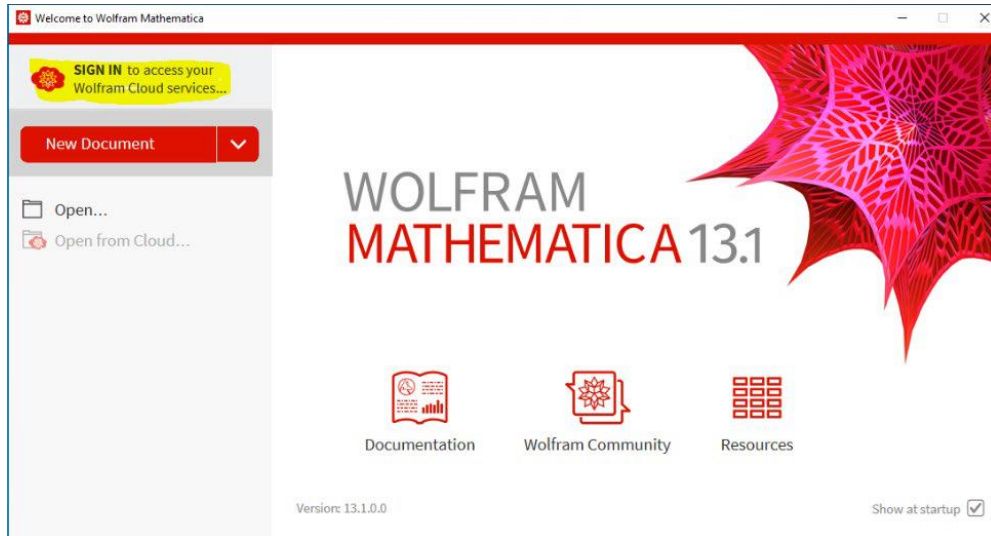 Welcome to Wolfram Mathematica
SIGN IN to access your
Wolfram Cloud services...
New Document
Open...
Open from Cloud...
WOLFRAM
MATHEMATICA 13.1
Documentation
Wolfram Community
Resources
Version: 13.1.0.0
Show at startup